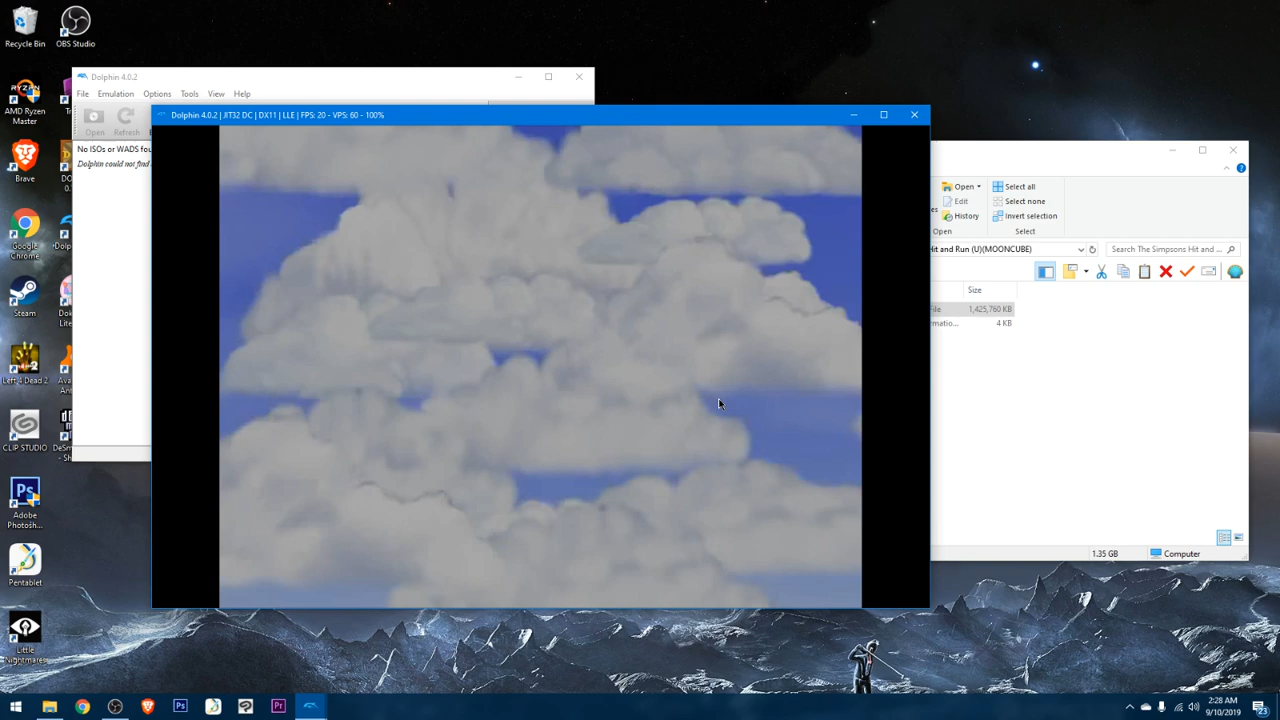 Recycle Bin
OBS Studio
AMD Ryzen
Master
Brave
Google
Chrome
Steam
Left 4 Dead 2
CLIP STUDIO
Adobe
Photosh...
Pentablet
Little
Nightmares
Dolphin 4.0.2
File Emulation Options Tools View Help
Open Refresh
No ISOs or WADS fou
Dolphin could not find
Dolphin 4.0.2 | JIT32 DC | DX11 | LLE | FPS: 20 - VPS: 60 - 100%
Open
Select all
Edit
Select none
History
Invert selection
Open
Select
Hit and Run (U)(MOONCUBE)
Search The Simpsons Hit and ...
Size
File 1,425,760 KB
rmatio... 4 KB
1.35 GB
Computer
2:28 AM
9/10/2019
23